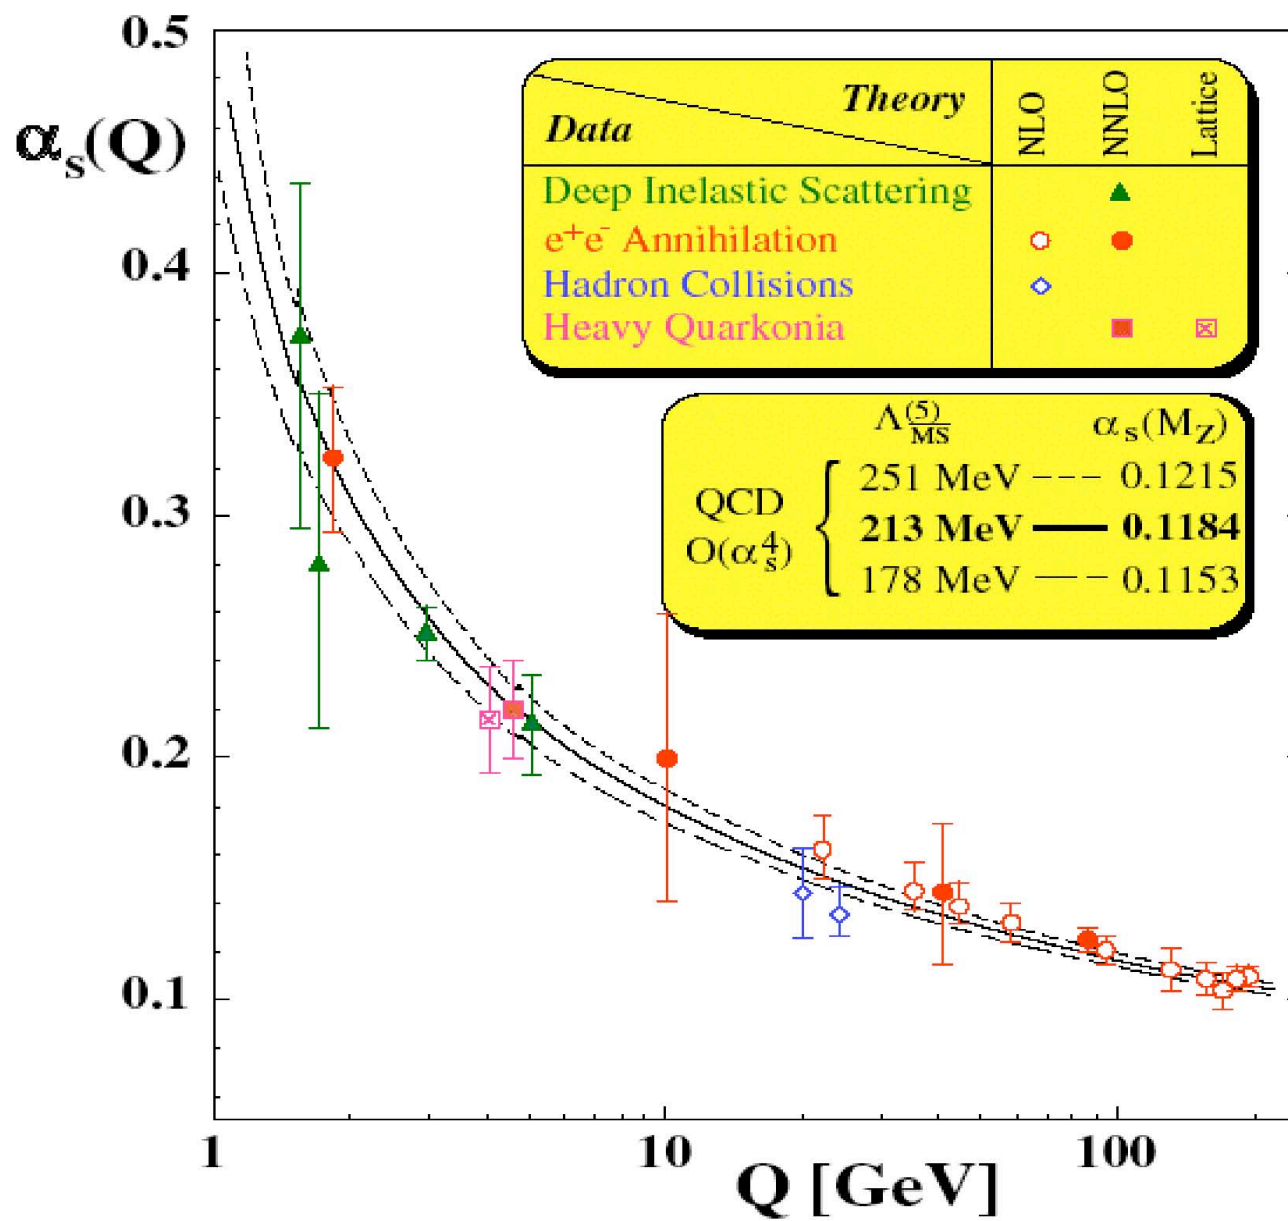 0.5
αs(Q)
0.4
0.3
0.2
0.1
Theory
Data
NLO
NNLO
Lattice
Deep Inelastic Scattering
e+e- Annihilation
Hadron Collisions
Heavy Quarkonia
Λ(5)MS αs(MZ)
QCD
O(αs4)
251 MeV 0.1215
213 MeV 0.1184
178 MeV 0.1153
1 10 100
Q [GeV]